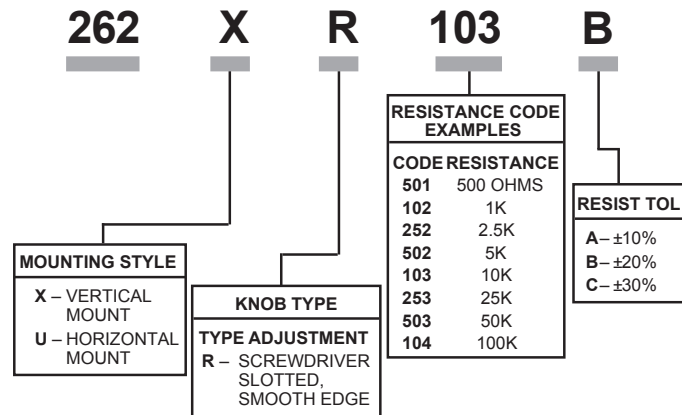 262 X R 103 B
RESISTANCE CODE
EXAMPLES
CODE RESISTANCE
501 500 OHMS
102 1K
252 2.5K
502 5K
103 10K
253 25K
503 50K
104 100K
RESIST TOL
A – ±10%
B – ±20%
C – ±30%
MOUNTING STYLE
X – VERTICAL
MOUNT
U – HORIZONTAL
MOUNT
KNOB TYPE
TYPE ADJUSTMENT
R – SCREWDRIVER
SLOTTED,
SMOOTH EDGE